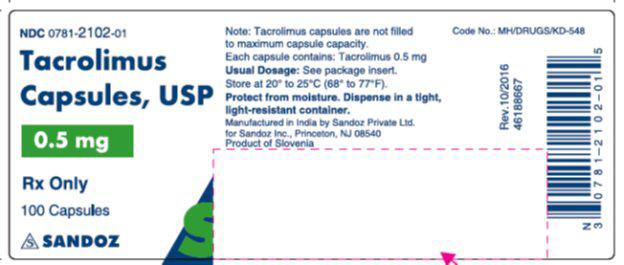 NDC 0781-2102-01
Tacrolimus
Capsules, USP
0.5 mg
Rx Only
100 Capsules
S SANDOZ
S
Note: Tacrolimus capsules are not filled
to maximum capsule capacity.
Each capsule contains: Tacrolimus 0.5 mg
Usual Dosage: See package insert.
Store at 20° to 25°C (68° to 77°F).
Protect from moisture. Dispense in a tight,
light-resistant container.
Manufactured in India by Sandoz Private Ltd.
for Sandoz Inc., Princeton, NJ 08540
Product of Slovenia
Code No.: MH/DRUGS/KD-548
Rev.10/2016
46188667
N
3 0781-2102-01 5